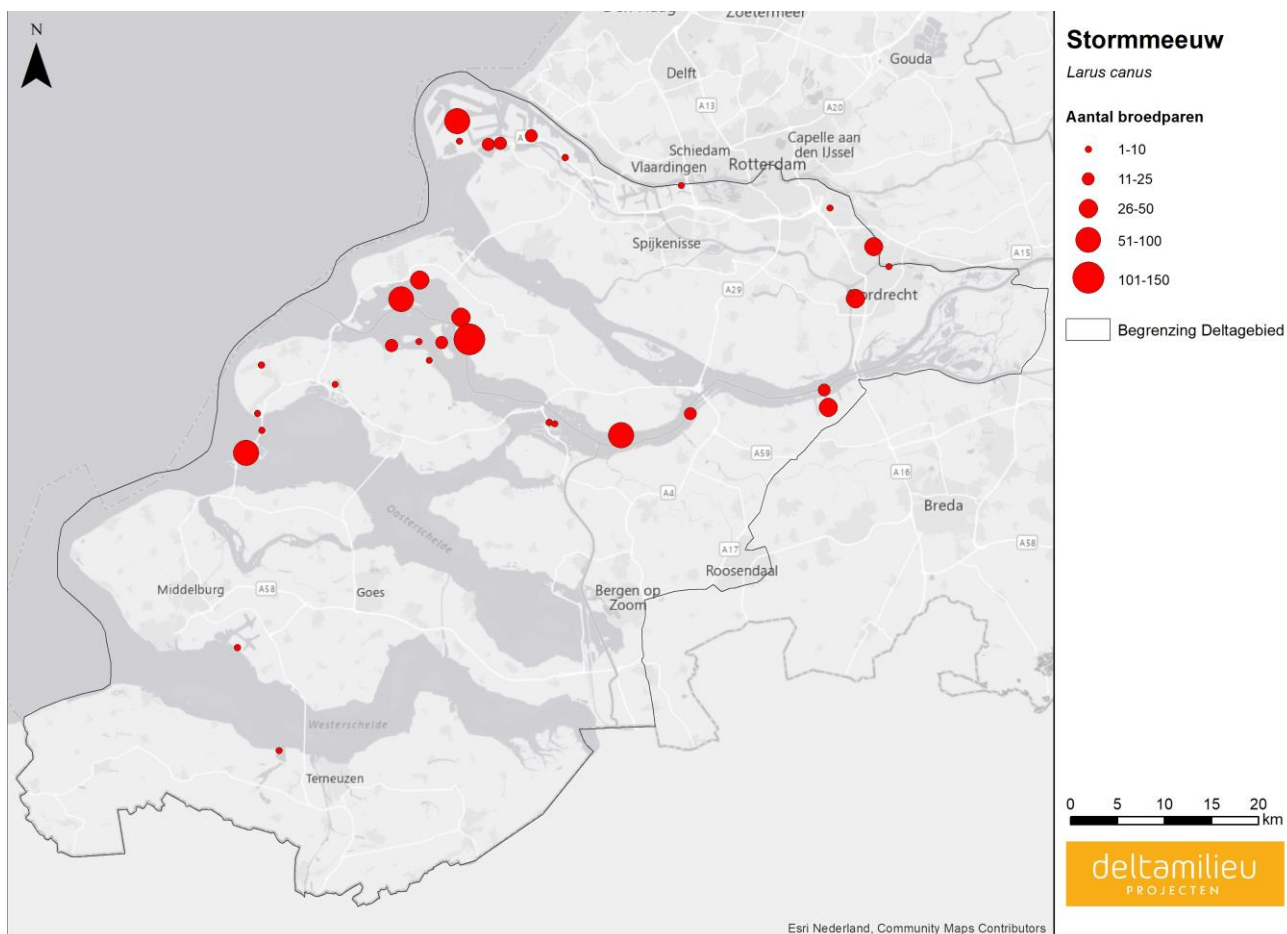 N
Zoetermeer
Gouda
Delft
A13
A20
Capelle aan
den IJssel
Schiedam
Vlaardingen
Rotterdam
Spijkenisse
A15
A29
Dordrecht
A59
A16
A4
Breda
Oosterschelde
A17
A58
Roosendaal
Middelburg
A58
Goes
Bergen op
Zoom
Westerschelde
Terneuzen
Esri Nederland, Community Maps Contributors
Stormmeeuw
Larus canus
Aantal broedparen
1-10
11-25
26-50
51-100
101-150
Begrenzing Deltagebied
0 5 10 15 20
km
deltamilieu
PROJECTEN